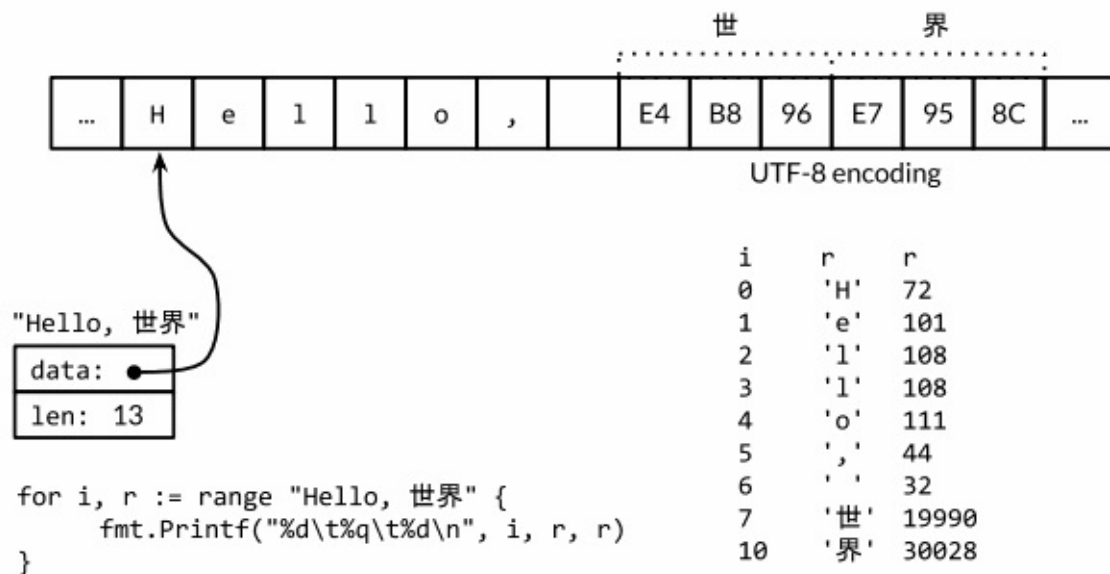 世 界
… H e l l o , E4 B8 96 E7 95 8C …
UTF-8 encoding
"Hello, 世界"
data:
len: 13
for i, r := range "Hello, 世界" {
fmt.Printf("%d\t%q\t%d\n", i, r, r)
}
i r r
0 'H' 72
1 'e' 101
2 'l' 108
3 'l' 108
4 'o' 111
5 ',' 44
6 ' ' 32
7 '世' 19990
10 '界' 30028